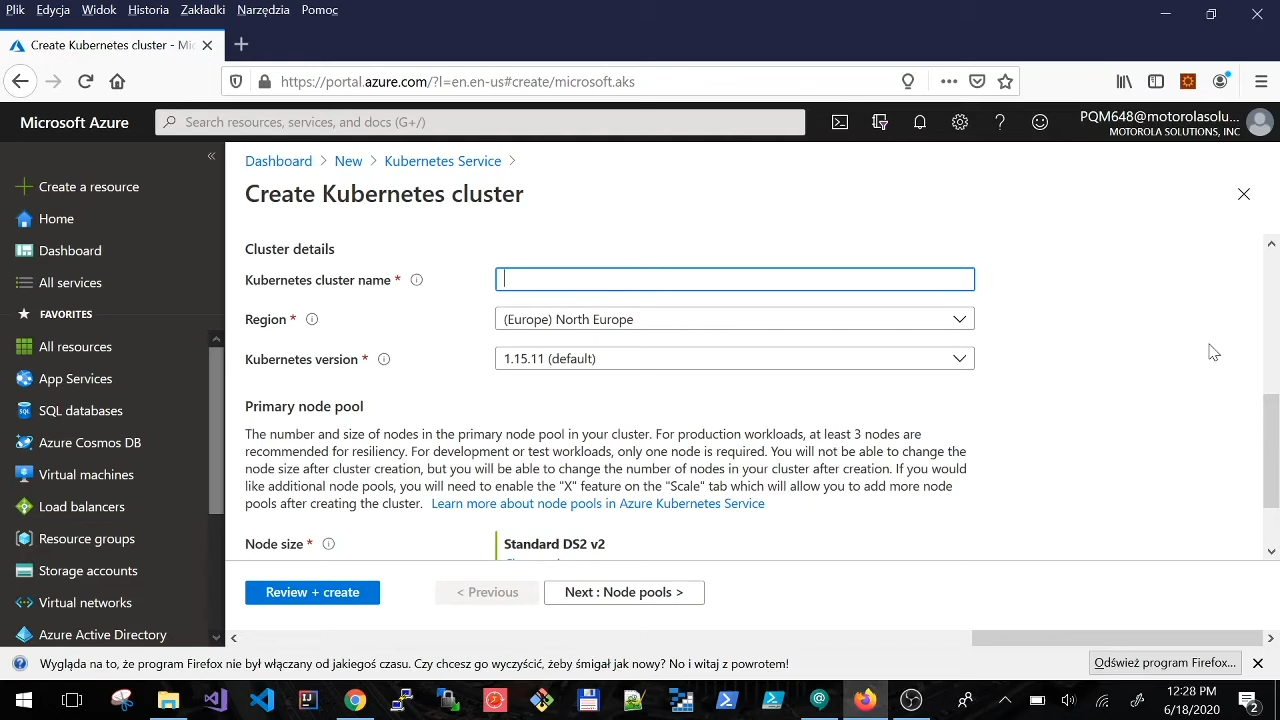 Plik Edycja Widok Historia Zakładki Narzędzia Pomoc
Create Kubernetes cluster - Mic
https://portal.azure.com/?l=en.en-us#create/microsoft.aks
Microsoft Azure
Search resources, services, and docs (G+/)
PQM648@motorolasolu...
MOTOROLA SOLUTIONS, INC
Create a resource
Home
Dashboard
All services
FAVORITES
All resources
App Services
SQL databases
Azure Cosmos DB
Virtual machines
Load balancers
Resource groups
Storage accounts
Virtual networks
Azure Active Directory
Dashboard > New > Kubernetes Service >
Create Kubernetes cluster
Cluster details
Kubernetes cluster name *
Region *
(Europe) North Europe
Kubernetes version *
1.15.11 (default)
Primary node pool
The number and size of nodes in the primary node pool in your cluster. For production workloads, at least 3 nodes are
recommended for resiliency. For development or test workloads, only one node is required. You will not be able to change the
node size after cluster creation, but you will be able to change the number of nodes in your cluster after creation. If you would
like additional node pools, you will need to enable the "X" feature on the "Scale" tab which will allow you to add more node
pools after creating the cluster. Learn more about node pools in Azure Kubernetes Service
Node size *
Standard DS2 v2
Review + create
< Previous
Next : Node pools >
Wygląda na to, że program Firefox nie był włączany od jakiegoś czasu. Czy chcesz go wyczyścić, żeby śmigał jak nowy? No i witaj z powrotem!
Odśwież program Firefox...
12:28 PM
6/18/2020
2